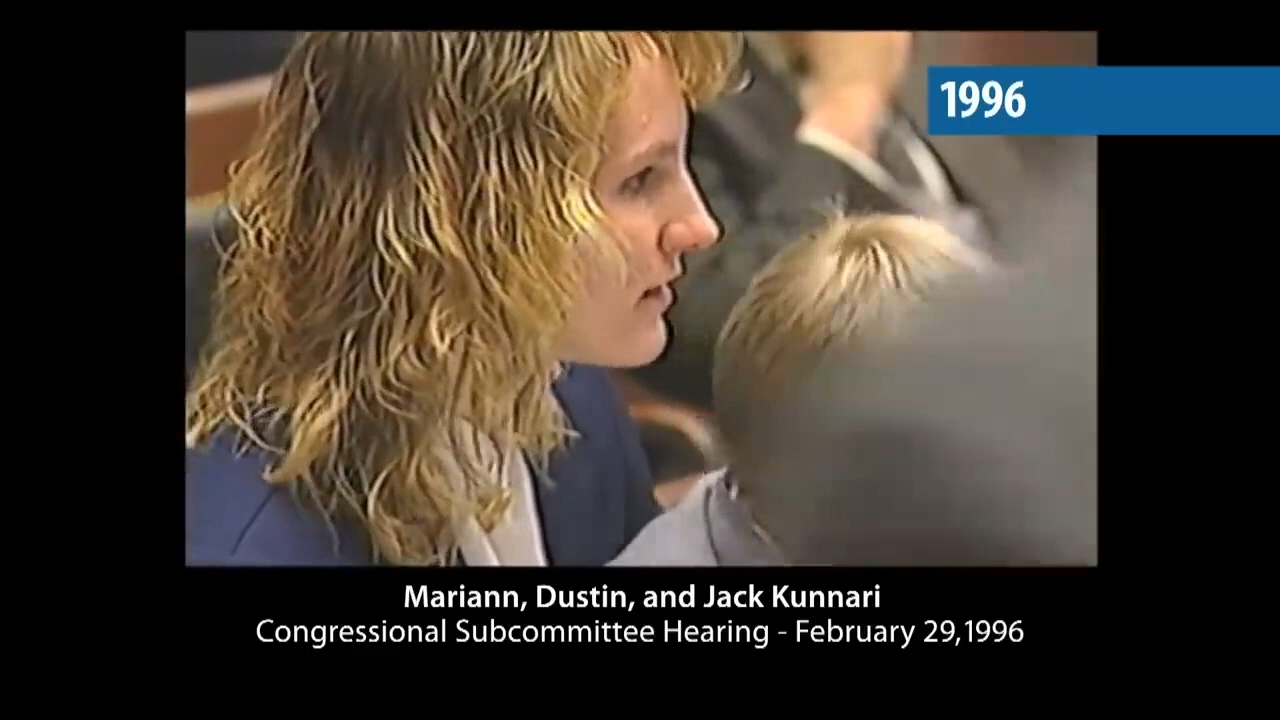 1996
Mariann, Dustin, and Jack Kunnari
Congressional Subcommittee Hearing - February 29,1996